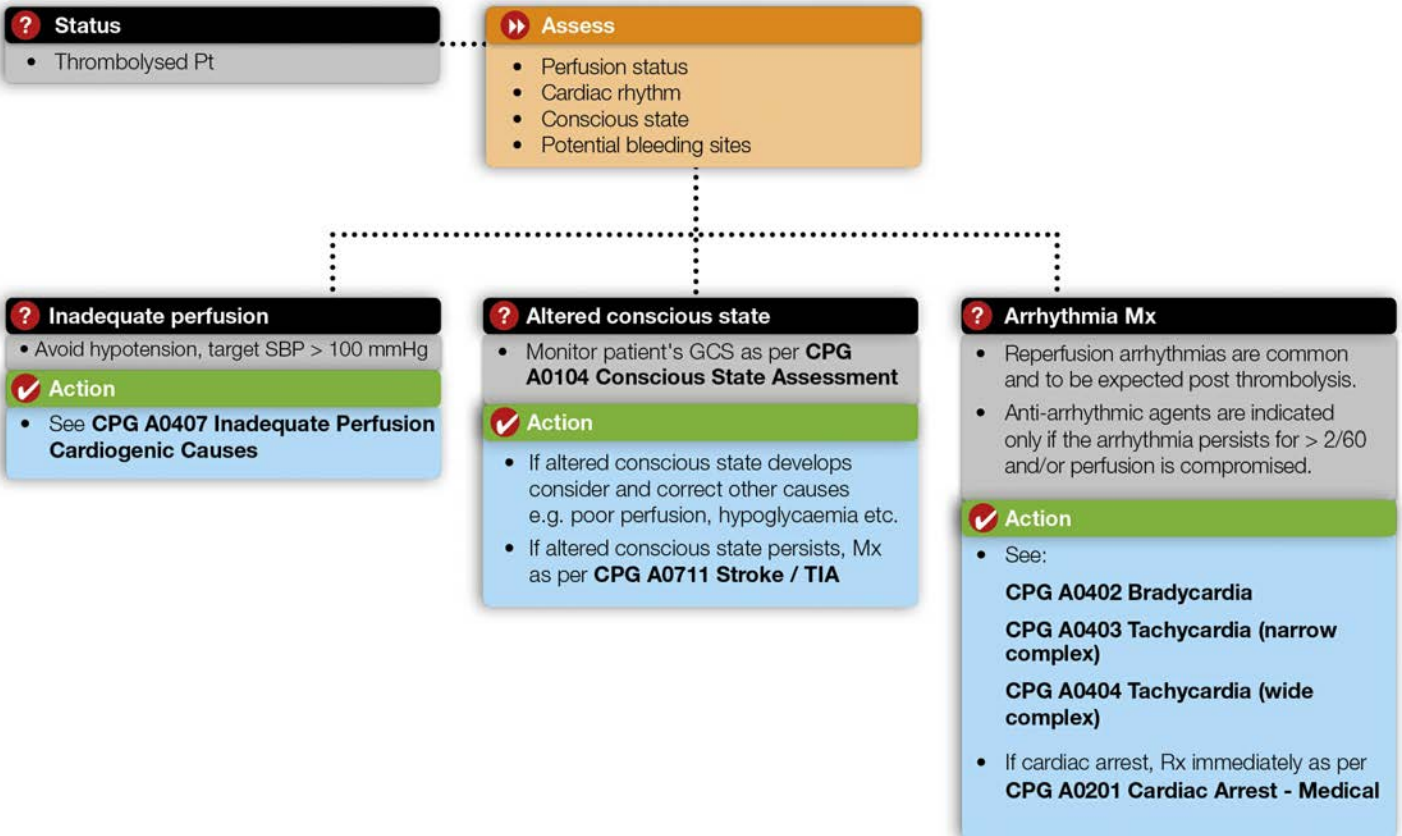 Status
• Thrombolysed Pt
Assess
• Perfusion status
• Cardiac rhythm
• Conscious state
• Potential bleeding sites
Inadequate perfusion
• Avoid hypotension, target SBP > 100 mmHg
Action
• See CPG A0407 Inadequate Perfusion
Cardiogenic Causes
Altered conscious state
• Monitor patient's GCS as per CPG
A0104 Conscious State Assessment
Action
• If altered conscious state develops
consider and correct other causes
e.g. poor perfusion, hypoglycaemia etc.
• If altered conscious state persists, Mx
as per CPG A0711 Stroke / TIA
Arrhythmia Mx
• Reperfusion arrhythmias are common
and to be expected post thrombolysis.
• Anti-arrhythmic agents are indicated
only if the arrhythmia persists for > 2/60
and/or perfusion is compromised.
Action
• See:
CPG A0402 Bradycardia
CPG A0403 Tachycardia (narrow
complex)
CPG A0404 Tachycardia (wide
complex)
• If cardiac arrest, Rx immediately as per
CPG A0201 Cardiac Arrest - Medical